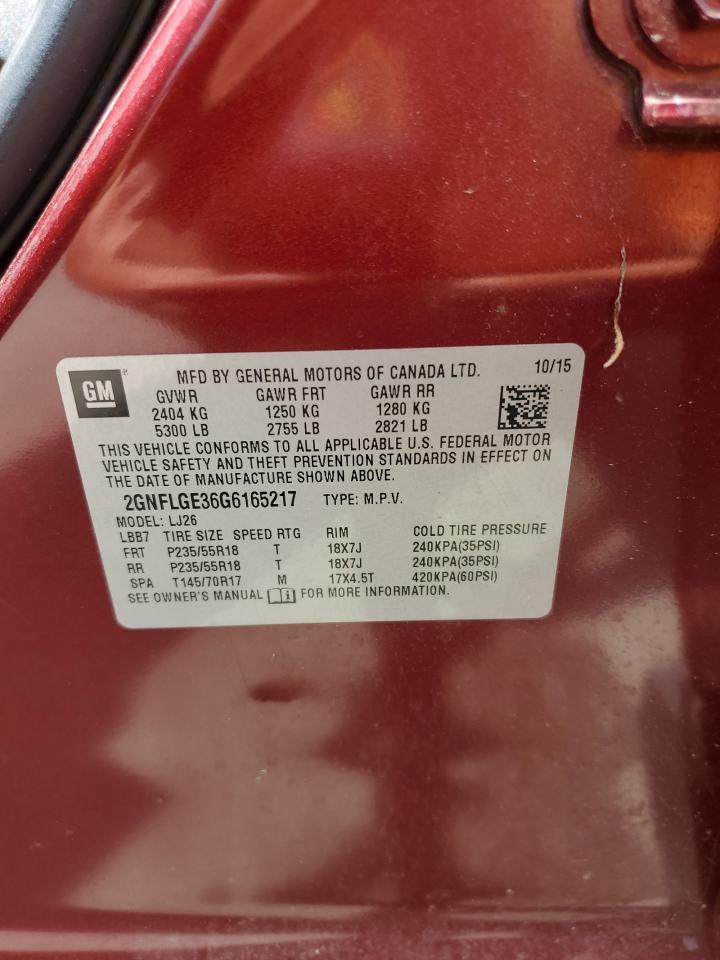 GM ® MFD BY GENERAL MOTORS OF CANADA LTD. 10/15
GVWR GAWR FRT GAWR RR
2404 KG 1250 KG 1280 KG
5300 LB 2755 LB 2821 LB
THIS VEHICLE CONFORMS TO ALL APPLICABLE U.S. FEDERAL MOTOR
VEHICLE SAFETY AND THEFT PREVENTION STANDARDS IN EFFECT ON
THE DATE OF MANUFACTURE SHOWN ABOVE.
2GNFLGE36G6165217 TYPE: M.P.V.
MODEL: LJ26
LBB7 TIRE SIZE SPEED RTG RIM COLD TIRE PRESSURE
FRT P235/55R18 T 18X7J 240KPA(35PSI)
RR P235/55R18 T 18X7J 240KPA(35PSI)
SPA T145/70R17 M 17X4.5T 420KPA(60PSI)
SEE OWNER'S MANUAL i FOR MORE INFORMATION.